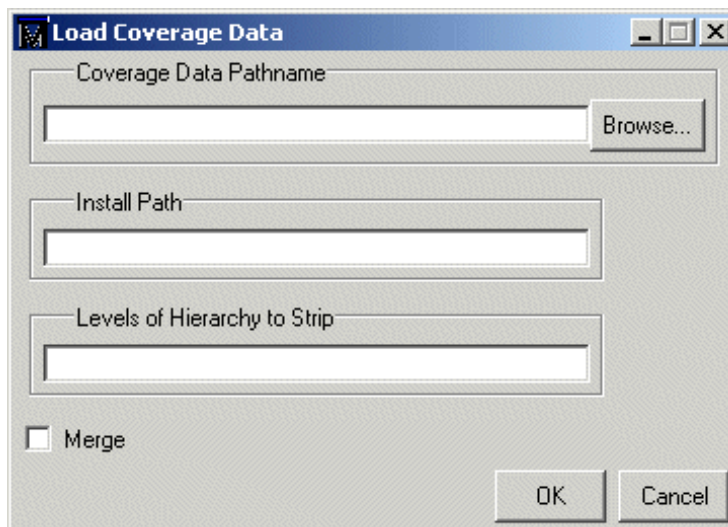 Load Coverage Data
Coverage Data Pathname
Browse...
Install Path
Levels of Hierarchy to Strip
Merge
OK Cancel